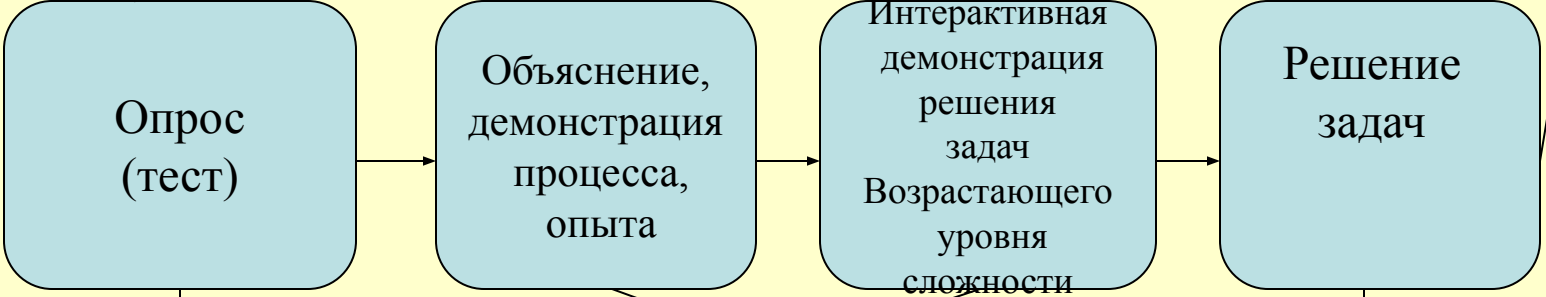 Опрос
(тест)
Объяснение,
демонстрация
процесса,
опыта
Интерактивная
демонстрация
решения
задач
Возрастающего
уровня
сложности
Решение
задач